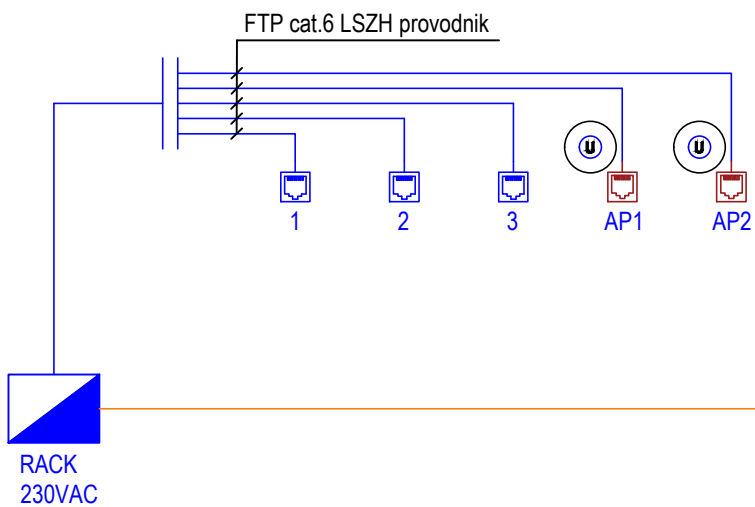 FTP cat.6 LSZH provodnik
U U
1 2 3 AP1 AP2
RACK
230VAC